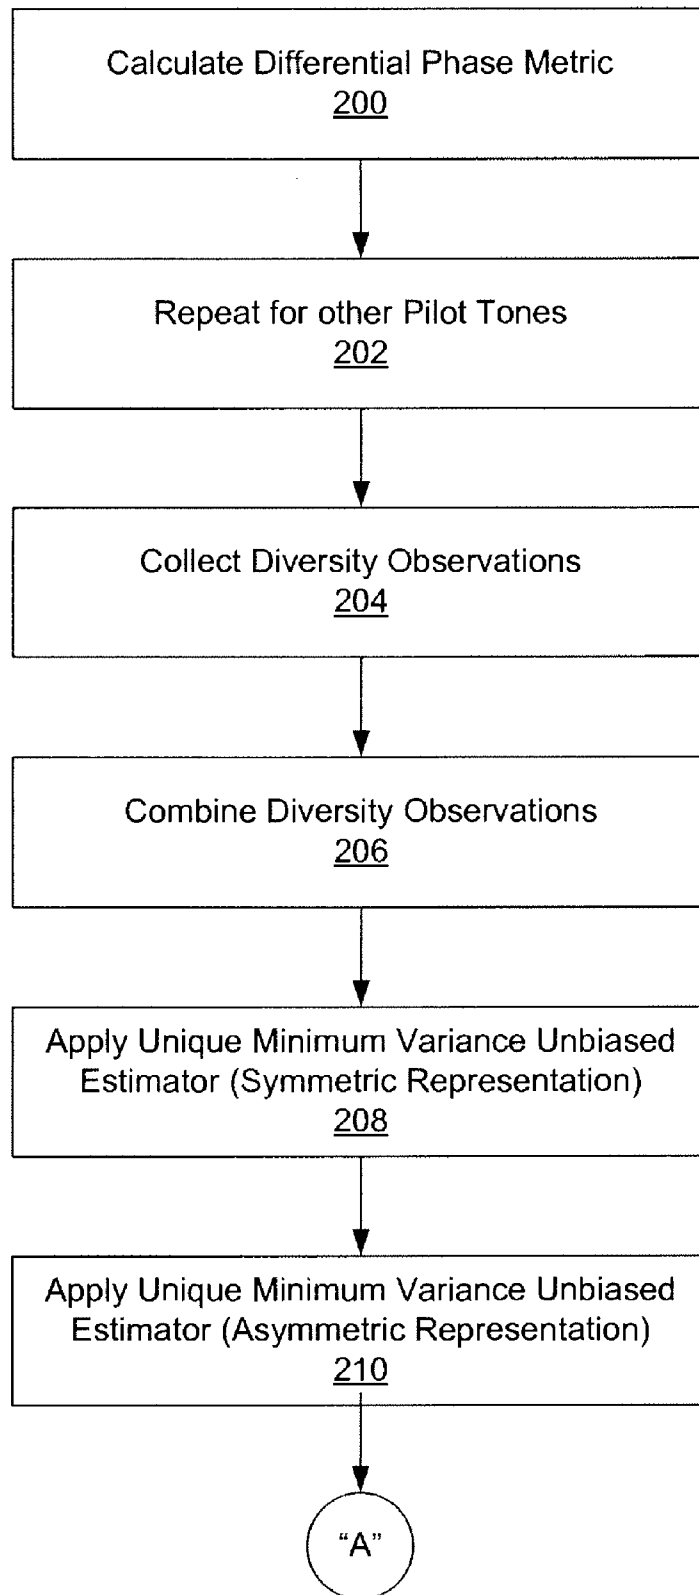 Calculate Differential Phase Metric
200
Repeat for other Pilot Tones
202
Collect Diversity Observations
204
Combine Diversity Observations
206
Apply Unique Minimum Variance Unbiased
Estimator (Symmetric Representation)
208
Apply Unique Minimum Variance Unbiased
Estimator (Asymmetric Representation)
210
“A”